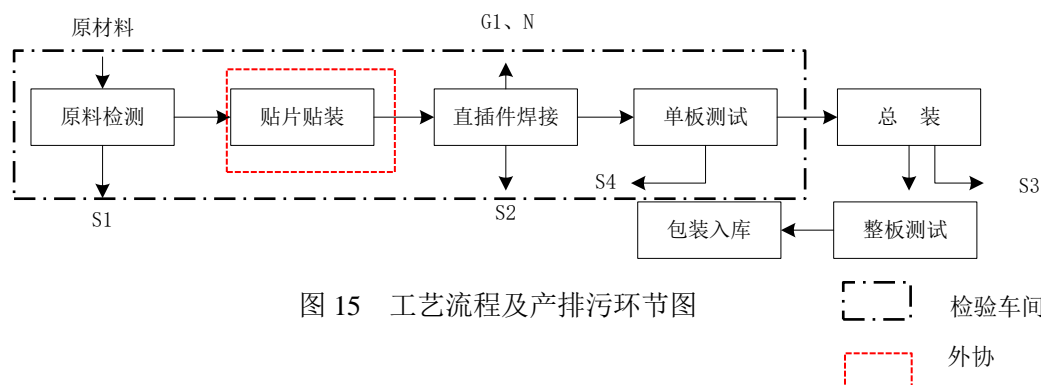 原材料
G1、N
原料检测
贴片贴装
直插件焊接
单板测试
总 装
S1
S2
S4
S3
包装入库
整板测试
图 15 工艺流程及产排污环节图
检验车间
外协